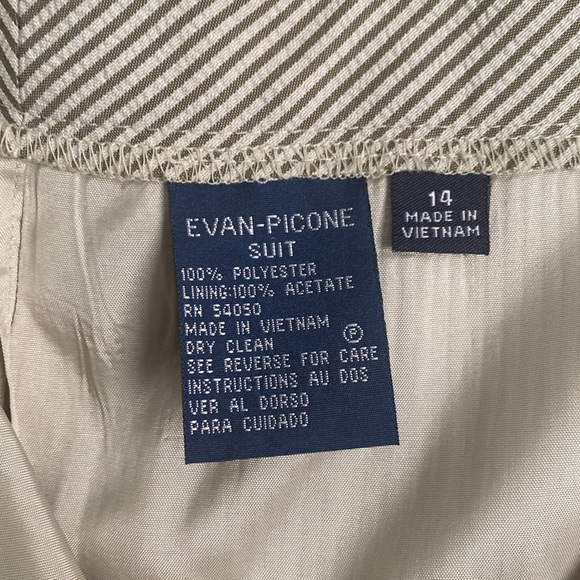 EVAN-PICONE
SUIT
100% POLYESTER
LINING:100% ACETATE
RN 54050
MADE IN VIETNAM
DRY CLEAN Ⓟ
SEE REVERSE FOR CARE
INSTRUCTIONS AU DOS
VER AL DORSO
PARA CUIDADO
14
MADE IN
VIETNAM